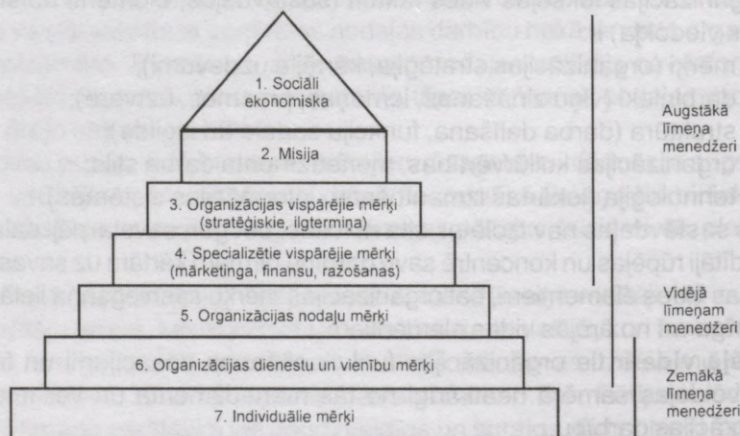 1. Sociāli
ekonomiska
2. Misija
3. Organizācijas vispārējie mērķi
(stratēģiskie, ilgtermiņa)
4. Specializētie vispārējie mērķi
(mārketinga, finansu, ražošanas)
5. Organizācijas nodaļu mērķi
6. Organizācijas dienestu un vienību mērķi
7. Individuālie mērķi
Augstākā
līmeņa
menedžeri
Vidējā
līmeņam
menedžeri
Zemākā
līmeņa
menedžeri